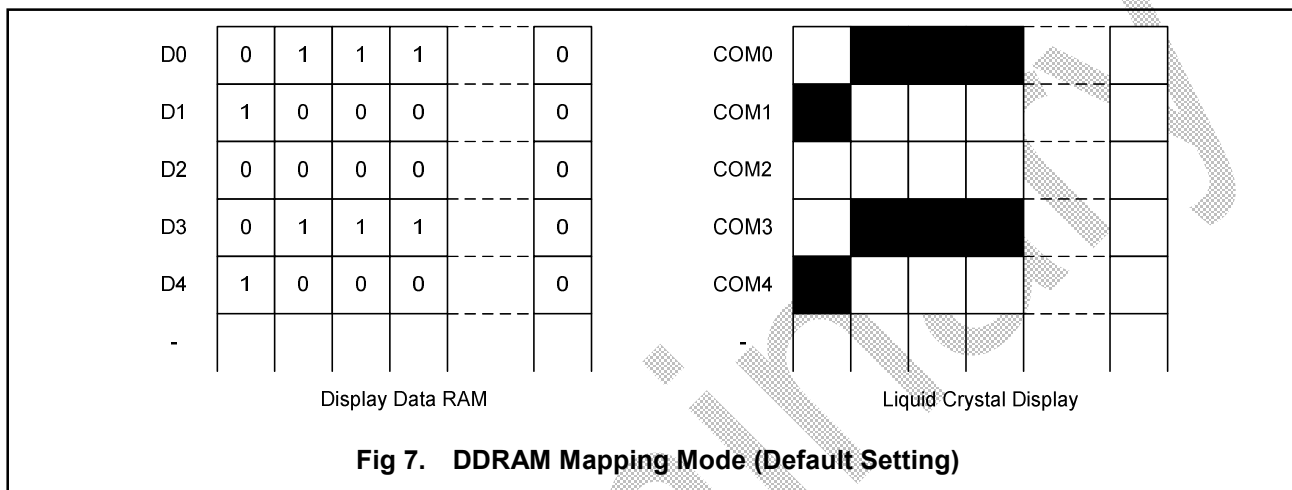 D0 0 1 1 1 0 COM0
D1 1 0 0 0 0 COM1
D2 0 0 0 0 0 COM2
D3 0 1 1 1 0 COM3
D4 1 0 0 0 0 COM4
- -
Display Data RAM Liquid Crystal Display
Fig 7. DDRAM Mapping Mode (Default Setting)